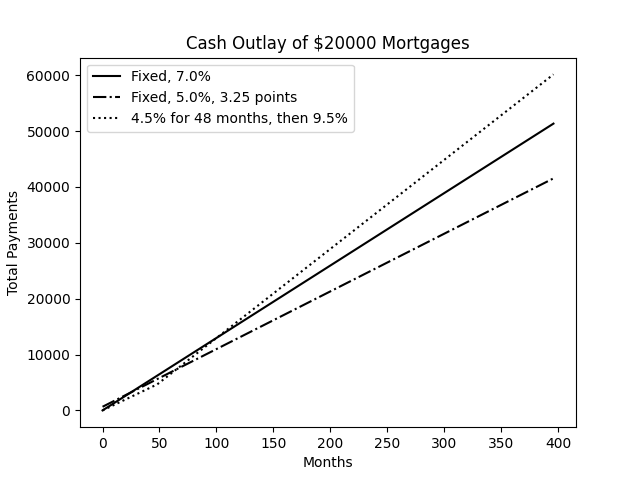 Cash Outlay of $20000 Mortgages
Fixed, 7.0%
Fixed, 5.0%, 3.25 points
4.5% for 48 months, then 9.5%
60000
50000
40000
30000
20000
10000
0
Total Payments
0 50 100 150 200 250 300 350 400
Months